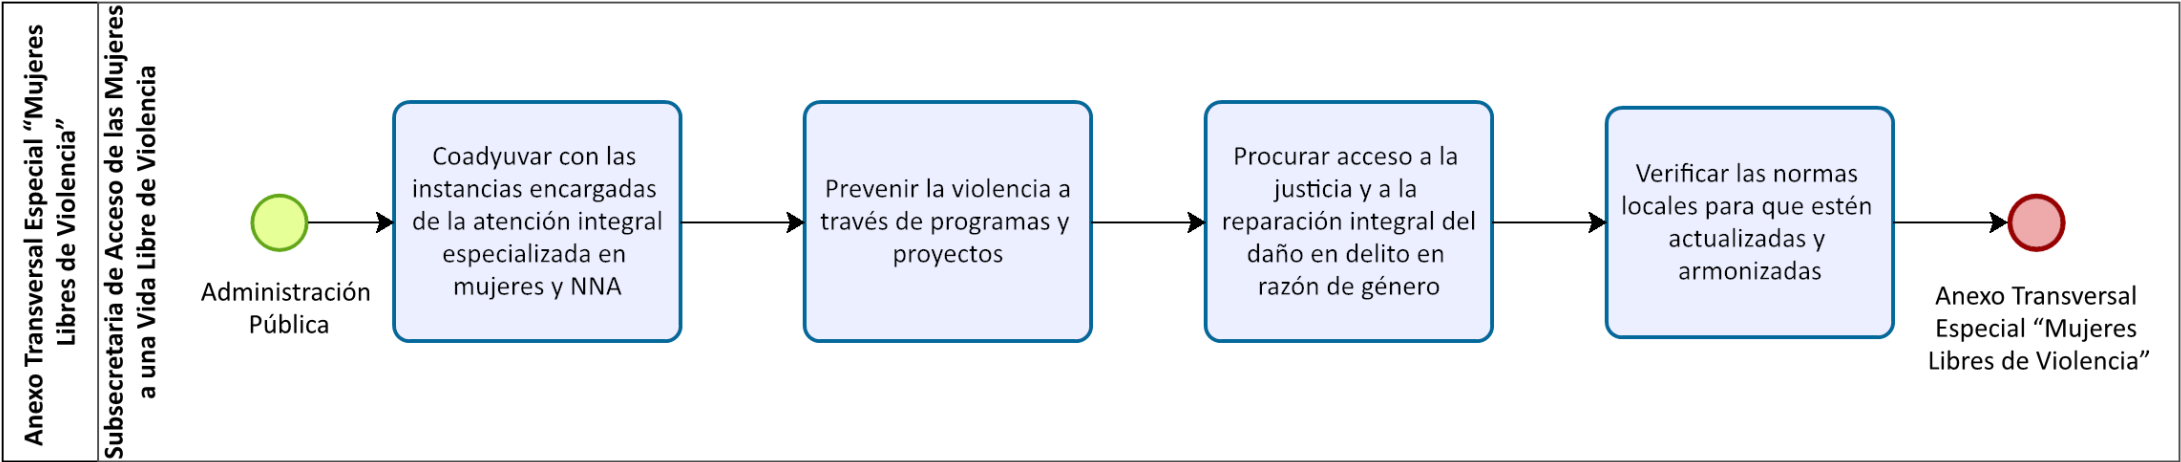 Anexo Transversal Especial “Mujeres
Libres de Violencia”
Subsecretaria de Acceso de las Mujeres
a una Vida Libre de Violencia
Administración
Pública
Coadyuvar con las
instancias encargadas
de la atención integral
especializada en
mujeres y NNA
Prevenir la violencia a
través de programas y
proyectos
Procurar acceso a la
justicia y a la
reparación integral del
daño en delito en
razón de género
Verificar las normas
locales para que estén
actualizadas y
armonizadas
Anexo Transversal
Especial “Mujeres
Libres de Violencia”